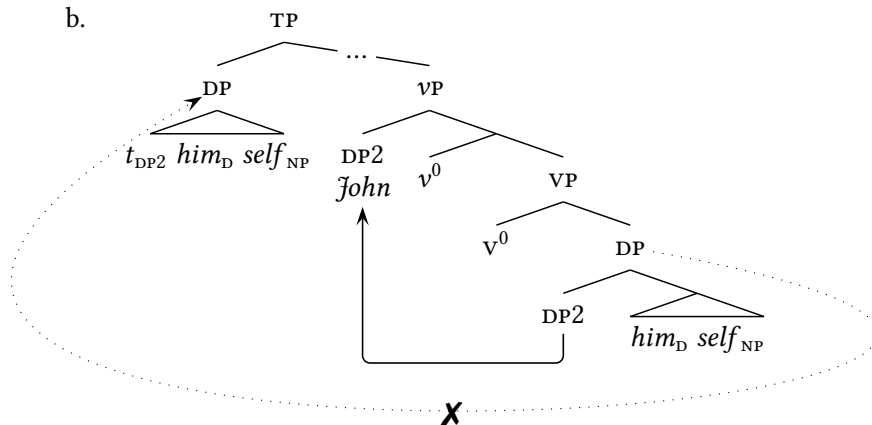 b.
TP
...
DP
vP
t_DP2 him_D self_NP
DP2
John
v⁰
VP
V⁰
DP
DP2
him_D self_NP
✗